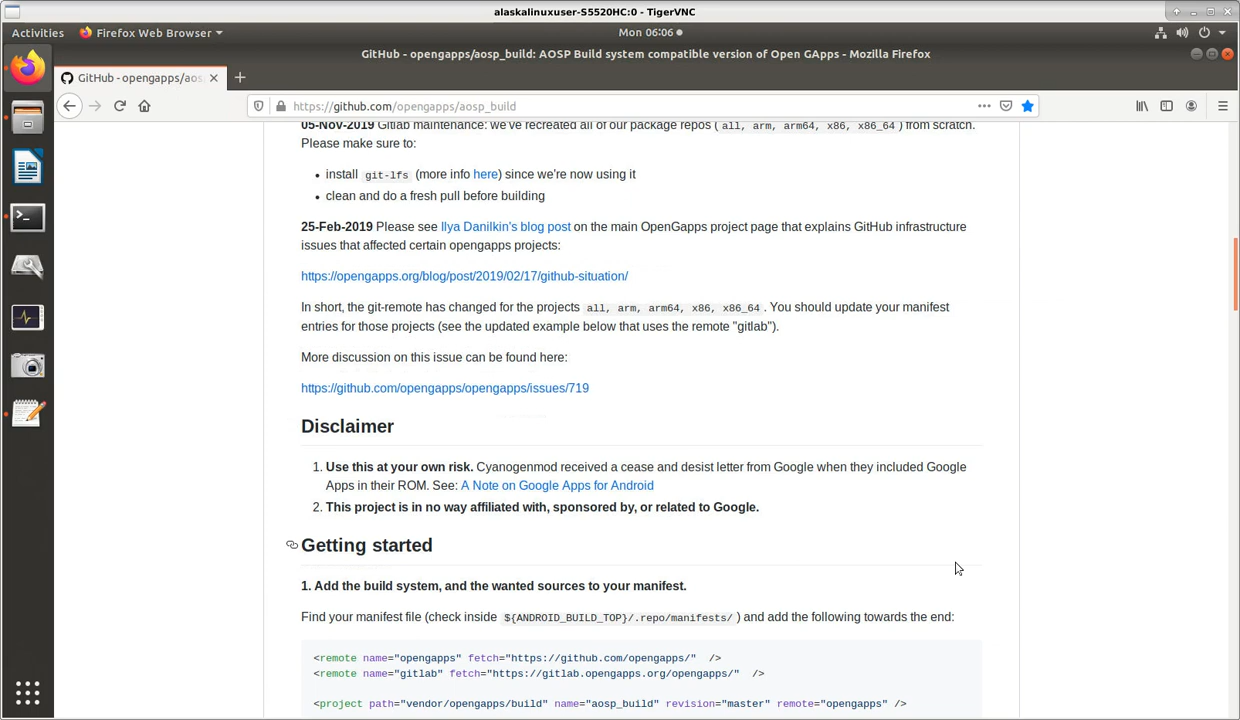 alaskalinuxuser-S5520HC:0 - TigerVNC
Activities Firefox Web Browser Mon 06:06
GitHub - opengapps/aosp_build: AOSP Build system compatible version of Open GApps - Mozilla Firefox
GitHub - opengapps/aos
https://github.com/opengapps/aosp_build
05-Nov-2019 Gitlab maintenance: we've recreated all of our package repos ( all, arm, arm64, x86, x86_64 ) from scratch.
Please make sure to:
• install git-lfs (more info here) since we're now using it
• clean and do a fresh pull before building
25-Feb-2019 Please see Ilya Danilkin's blog post on the main OpenGapps project page that explains GitHub infrastructure
issues that affected certain opengapps projects:
https://opengapps.org/blog/post/2019/02/17/github-situation/
In short, the git-remote has changed for the projects all, arm, arm64, x86, x86_64 . You should update your manifest
entries for those projects (see the updated example below that uses the remote "gitlab").
More discussion on this issue can be found here:
https://github.com/opengapps/opengapps/issues/719
Disclaimer
1. Use this at your own risk. Cyanogenmod received a cease and desist letter from Google when they included Google
Apps in their ROM. See: A Note on Google Apps for Android
2. This project is in no way affiliated with, sponsored by, or related to Google.
Getting started
1. Add the build system, and the wanted sources to your manifest.
Find your manifest file (check inside ${ANDROID_BUILD_TOP}/.repo/manifests/ ) and add the following towards the end:
<remote name="opengapps" fetch="https://github.com/opengapps/" />
<remote name="gitlab" fetch="https://gitlab.opengapps.org/opengapps/" />
<project path="vendor/opengapps/build" name="aosp_build" revision="master" remote="opengapps" />